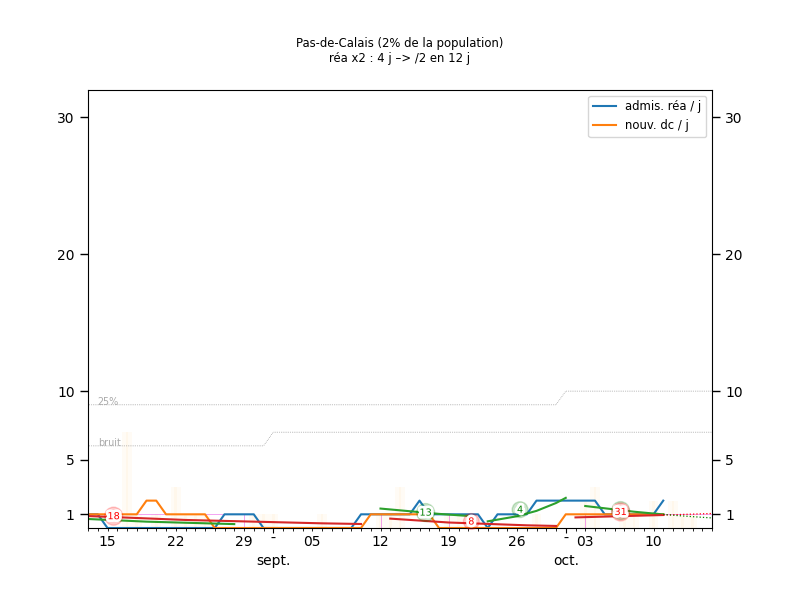 Pas-de-Calais (2% de la population)
réa x2 : 4 j –> /2 en 12 j
admis. réa / j
nouv. dc / j
30 30
20 20
10 10
5 5
1 1
25%
bruit
18 13 8 4 31
15 22 29 - 05 12 19 26 - 03 10
sept. oct.